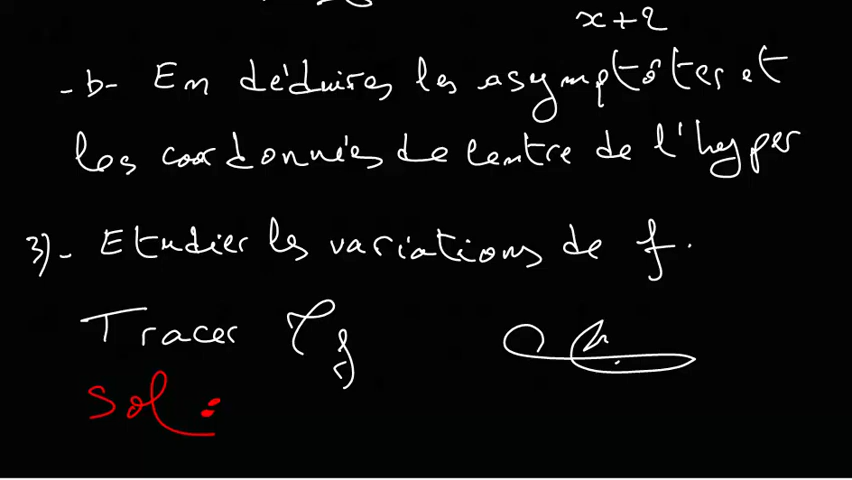 x+2
-b- En déduires les asymptôtes et
les coordonnées de centre de l'hyper
3)- Etudier les variations de f.
Tracer Cf
Sol :